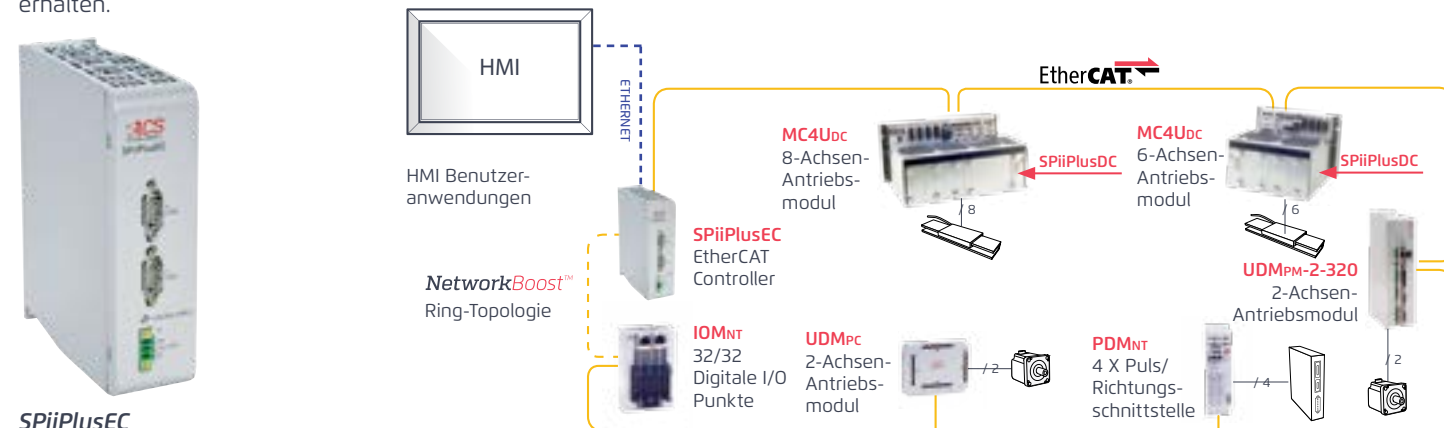 erhalten.
ACS
SPiiPlusEC
SPiiPlusEC
HMI
ETHERNET
HMI Benutzer-
anwendungen
NetworkBoost™
Ring-Topologie
SPiiPlusEC
EtherCAT
Controller
IOMNT
32/32
Digitale I/O
Punkte
EtherCAT®
MC4UDC
8-Achsen-
Antriebs-
modul
SPiiPlusDC
/ 8
MC4UDC
6-Achsen-
Antriebs-
modul
SPiiPlusDC
/ 6
UDMPC
2-Achsen-
Antriebs-
modul
/ 2
PDMNT
4 X Puls/
Richtungs-
schnittstelle
/ 4
UDMPM-2-320
2-Achsen-
Antriebsmodul
/ 2